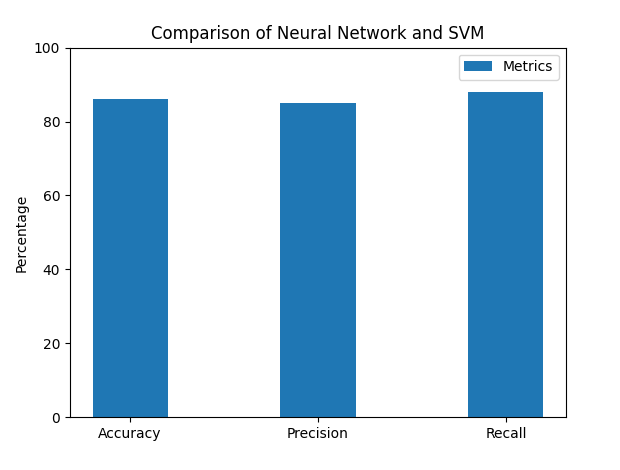 Comparison of Neural Network and SVM
Metrics
Percentage
100
80
60
40
20
0
Accuracy Precision Recall